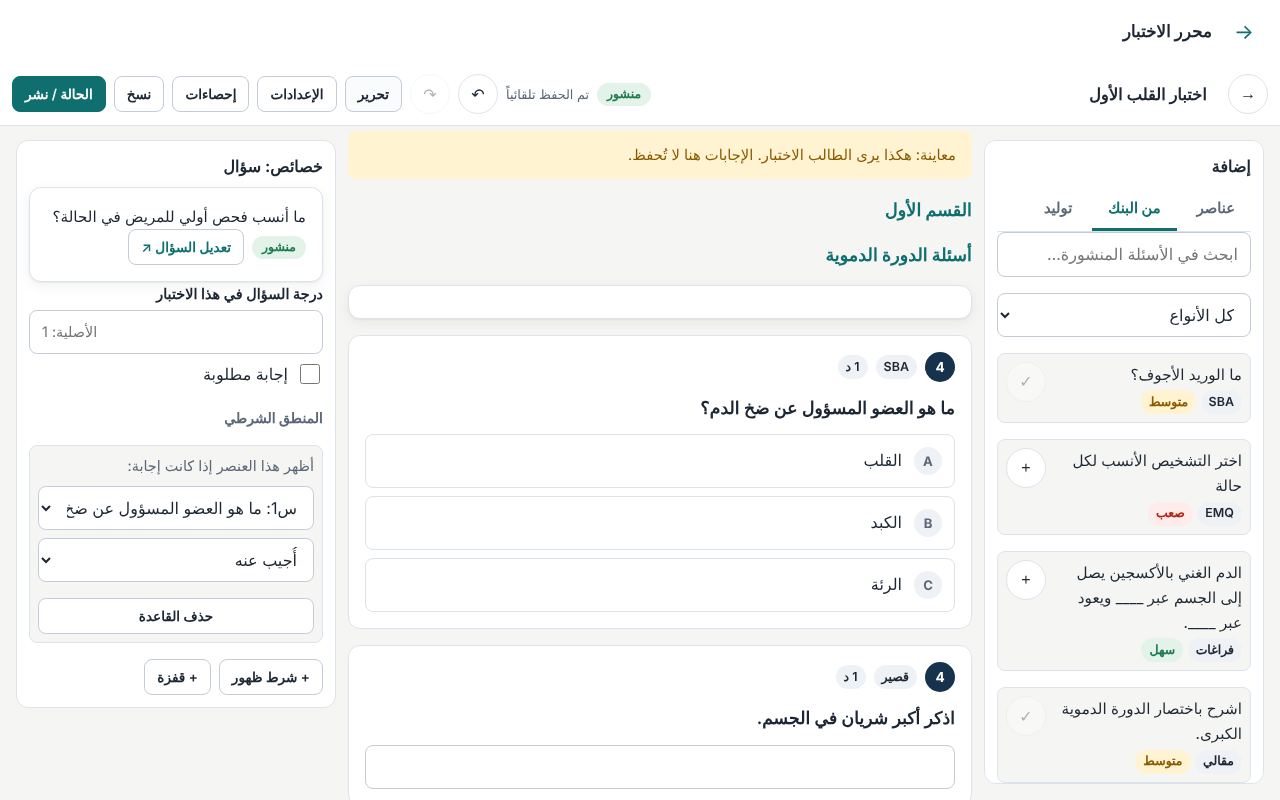 محرر الاختبار
اختبار القلب الأول
منشور
تم الحفظ تلقائياً
تحرير
الإعدادات
إحصاءات
نسخ
الحالة / نشر
إضافة
عناصر
من البنك
توليد
ابحث في الأسئلة المنشورة...
كل الأنواع
ما الوريد الأجوف؟
SBA
متوسط
اختر التشخيص الأنسب لكل
حالة
EMQ
صعب
الدم الغني بالأكسجين يصل
إلى الجسم عبر ____ ويعود
عبر ____.
فراغات
سهل
اشرح باختصار الدورة الدموية
الكبرى.
مقالي
متوسط
معاينة: هكذا يرى الطالب الاختبار. الإجابات هنا لا تُحفظ.
القسم الأول
أسئلة الدورة الدموية
4
SBA
1 د
ما هو العضو المسؤول عن ضخ الدم؟
A
القلب
B
الكبد
C
الرئة
4
قصير
1 د
اذكر أكبر شريان في الجسم.
خصائص: سؤال
ما أنسب فحص أولي للمريض في الحالة؟
منشور
تعديل السؤال ↗
درجة السؤال في هذا الاختبار
الأصلية: 1
إجابة مطلوبة
المنطق الشرطي
أظهر هذا العنصر إذا كانت إجابة:
س1: ما هو العضو المسؤول عن ضخ
أُجيب عنه
حذف القاعدة
+ شرط ظهور
+ قفزة